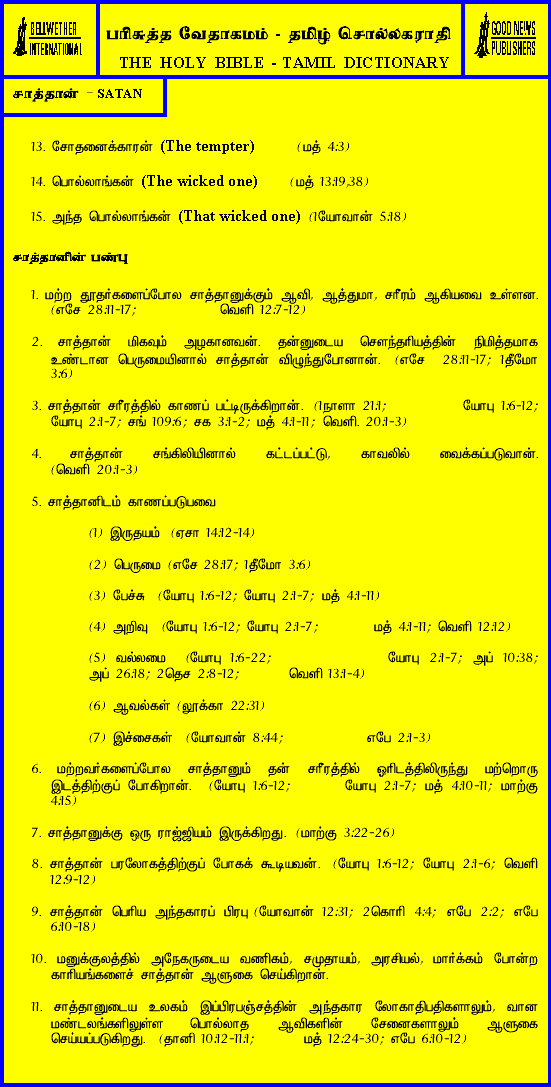 BELLWETHER
INTERNATIONAL
பரிசுத்த வேதாகமம் - தமிழ் சொல்லகராதி
THE HOLY BIBLE - TAMIL DICTIONARY
GOOD NEWS
PUBLISHERS
சாத்தான் – SATAN
13. சோதனைக்காரன் (The tempter) (மத் 4:3)
14. பொல்லாங்கன் (The wicked one) (மத் 13:19,38)
15. அந்த பொல்லாங்கன் (That wicked one) (1யோவான் 5:18)
சாத்தானின் பண்பு
1. மற்ற தூதர்களைப்போல சாத்தானுக்கும் ஆவி, ஆத்துமா, சரீரம் ஆகியவை உள்ளன.
(எசே 28:11-17; வெளி 12:7-12)
2. சாத்தான் மிகவும் அழகானவன். தன்னுடைய சௌந்தரியத்தின் நிமித்தமாக
உண்டான பெருமையினால் சாத்தான் விழுந்துபோனான். (எசே 28:11-17; 1தீமோ
3:6)
3. சாத்தான் சரீரத்தில் காணப் பட்டிருக்கிறான். (1நாளா 21:1; யோபு 1:6-12;
யோபு 2:1-7; சங் 109:6; சக 3:1-2; மத் 4:1-11; வெளி. 20:1-3)
4. சாத்தான் சங்கிலியினால் கட்டப்பட்டு, காவலில் வைக்கப்படுவான்.
(வெளி 20:1-3)
5. சாத்தானிடம் காணப்படுபவை
(1) இருதயம் (ஏசா 14:12-14)
(2) பெருமை (எசே 28:17; 1தீமோ 3:6)
(3) பேச்சு (யோபு 1:6-12; யோபு 2:1-7; மத் 4:1-11)
(4) அறிவு (யோபு 1:6-12; யோபு 2:1-7; மத் 4:1-11; வெளி 12:12)
(5) வல்லமை (யோபு 1:6-22; யோபு 2:1-7; அப் 10:38;
அப் 26:18; 2தெச 2:8-12; வெளி 13:1-4)
(6) ஆவல்கள் (லூக்கா 22:31)
(7) இச்சைகள் (யோவான் 8:44; எபே 2:1-3)
6. மற்றவர்களைப்போல சாத்தானும் தன் சரீரத்தில் ஓரிடத்திலிருந்து மற்றொரு
இடத்திற்குப் போகிறான். (யோபு 1:6-12; யோபு 2:1-7; மத் 4:10-11; மாற்கு
4:15)
7. சாத்தானுக்கு ஒரு ராஜ்ஜியம் இருக்கிறது. (மாற்கு 3:22-26)
8. சாத்தான் பரலோகத்திற்குப் போகக் கூடியவன். (யோபு 1:6-12; யோபு 2:1-6; வெளி
12:9-12)
9. சாத்தான் பெரிய அந்தகாரப் பிரபு (யோவான் 12:31; 2கொரி 4:4; எபே 2:2; எபே
6:10-18)
10. மனுக்குலத்தில் அநேகருடைய வணிகம், சமுதாயம், அரசியல், மார்க்கம் போன்ற
காரியங்களைச் சாத்தான் ஆளுகை செய்கிறான்.
11. சாத்தானுடைய உலகம் இப்பிரபஞ்சத்தின் அந்தகார லோகாதிபதிகளாலும், வான
மண்டலங்களிலுள்ள பொல்லாத ஆவிகளின் சேனைகளாலும் ஆளுகை
செய்யப்படுகிறது. (தானி 10:12-11:1; மத் 12:24-30; எபே 6:10-12)